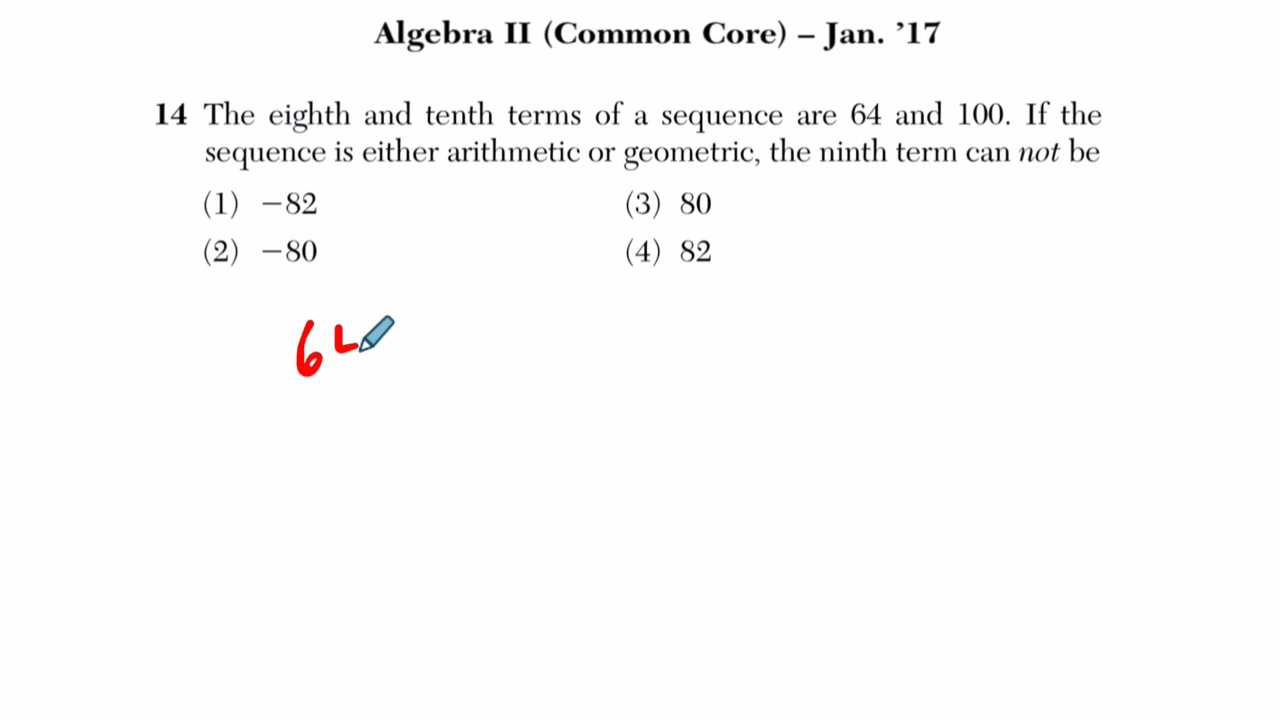 Algebra II (Common Core) – Jan. ’17
14 The eighth and tenth terms of a sequence are 64 and 100. If the
sequence is either arithmetic or geometric, the ninth term can not be
(1) −82 (3) 80
(2) −80 (4) 82
64